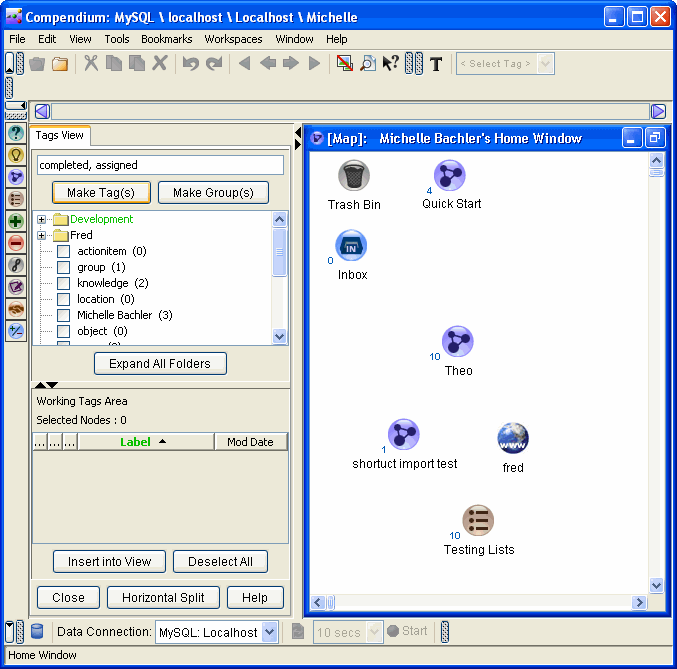 Compendium: MySQL \ localhost \ Localhost \ Michelle
File Edit View Tools Bookmarks Workspaces Window Help
T < Select Tag >
Tags View
completed, assigned
Make Tag(s) Make Group(s)
Development
Fred
actionitem (0)
group (1)
knowledge (2)
location (0)
Michelle Bachler (3)
object (0)
Expand All Folders
Working Tags Area
Selected Nodes : 0
... ... ... Label Mod Date
Insert into View Deselect All
Close Horizontal Split Help
[Map]: Michelle Bachler's Home Window
Trash Bin
4
Quick Start
IN
0
Inbox
10
Theo
1
shortuct import test
www
fred
10
Testing Lists
Data Connection: MySQL: Localhost 10 secs Start
Home Window